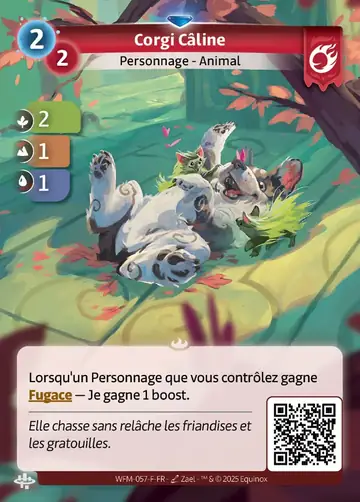 2
2
Corgi Câline
Personnage - Animal
2
1
1
Lorsqu'un Personnage que vous contrôlez gagne
Fugace — Je gagne 1 boost.
Elle chasse sans relâche les friandises et
les gratouilles.
WFM-057-F-FR - Zael - ™ & © 2025 Equinox